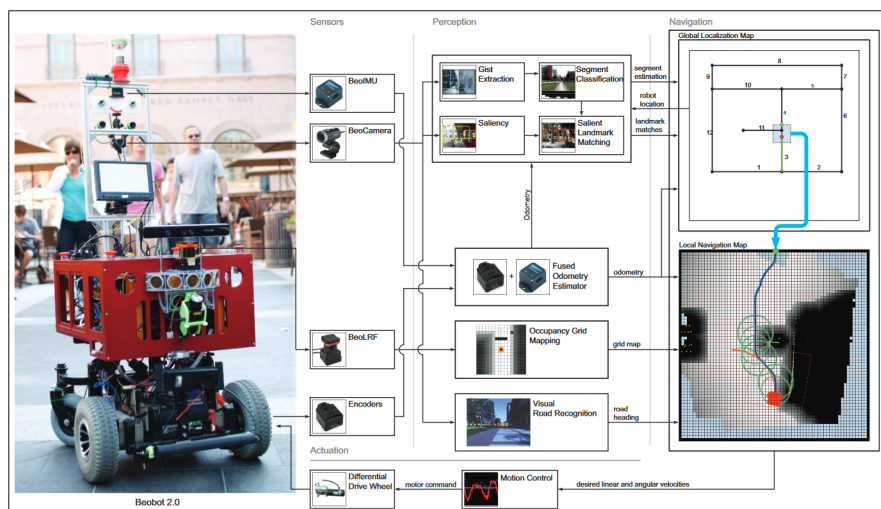 Sensors
Perception
Navigation
Global Localization Map
BeoIMU
Gist
Extraction
Segment
Classification
segment
estimation
robot
location
landmark
matches
8
9
7
10
5
4
6
12
11
3
1
2
BeoCamera
Saliency
Salient
Landmark
Matching
Odometry
Local Navigation Map
Fused
Odometry
Estimator
+
odometry
BeoLRF
Occupancy Grid
Mapping
grid map
Encoders
Visual
Road Recognition
road
heading
Actuation
Differential
Drive Wheel
motor command
Motion Control
desired linear and angular velocities
Beobot 2.0